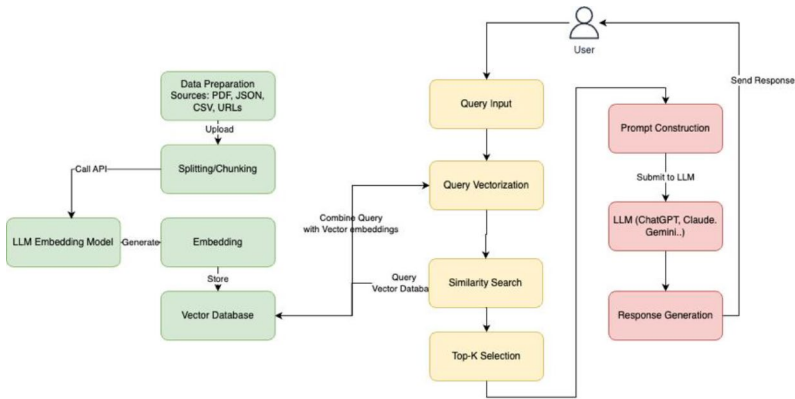 User
Send Response
Data Preparation
Sources: PDF, JSON,
CSV, URLs
Upload
Splitting/Chunking
Call API
LLM Embedding Model
Generate
Embedding
Store
Vector Database
Query Input
Query Vectorization
Combine Query
with Vector embeddings
Query
Vector Databa
Similarity Search
Top-K Selection
Prompt Construction
Submit to LLM
LLM (ChatGPT, Claude.
Gemini..)
Response Generation